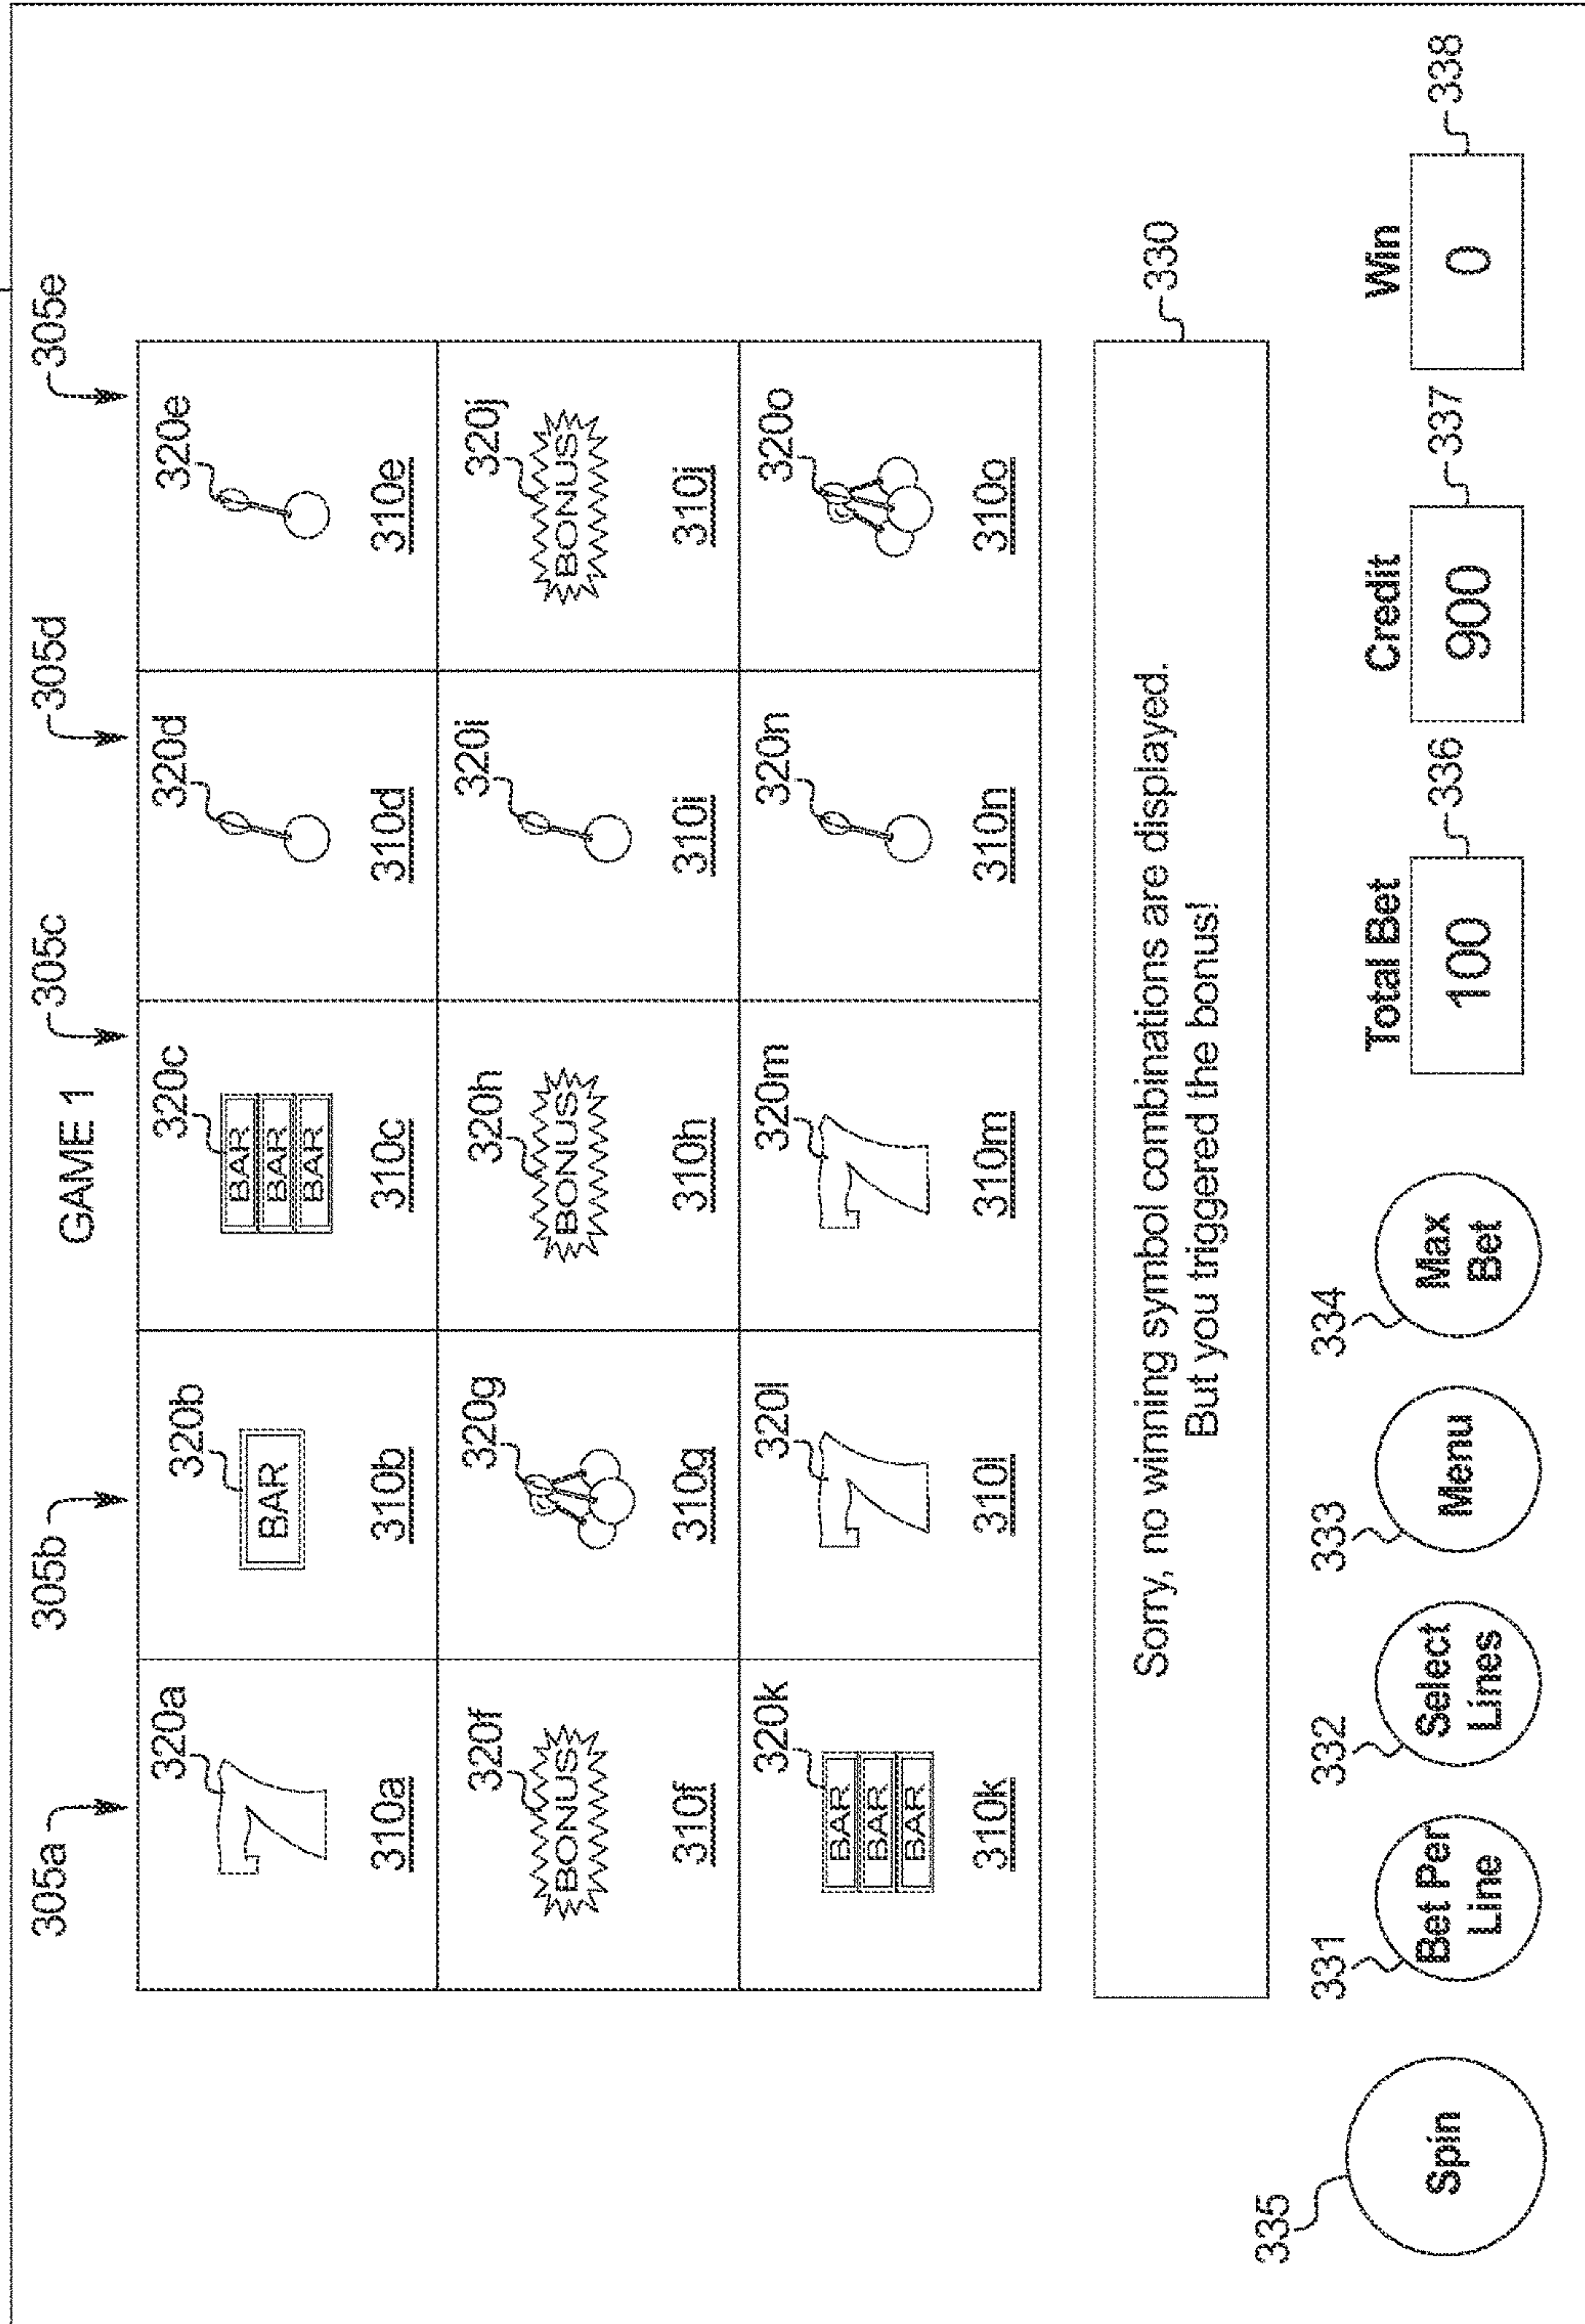 GAME 1
305a 305b 305c 305d 305e
320a 320b 320c 320d 320e
7 BAR BAR
BAR
BAR
310a 310b 310c 310d 310e
320f 320g 320h 320i 320j
BONUS BONUS BONUS
310f 310g 310h 310i 310j
320k 320l 320m 320n 320o
BAR 7 7
BAR
BAR
310k 310l 310m 310n 310o
330
Sorry, no winning symbol combinations are displayed.
But you triggered the bonus!
335 331 332 333 334
Spin
Bet Per
Line
Select
Lines
Menu
Max
Bet
Total Bet Credit Win
100 900 0
336 337 338